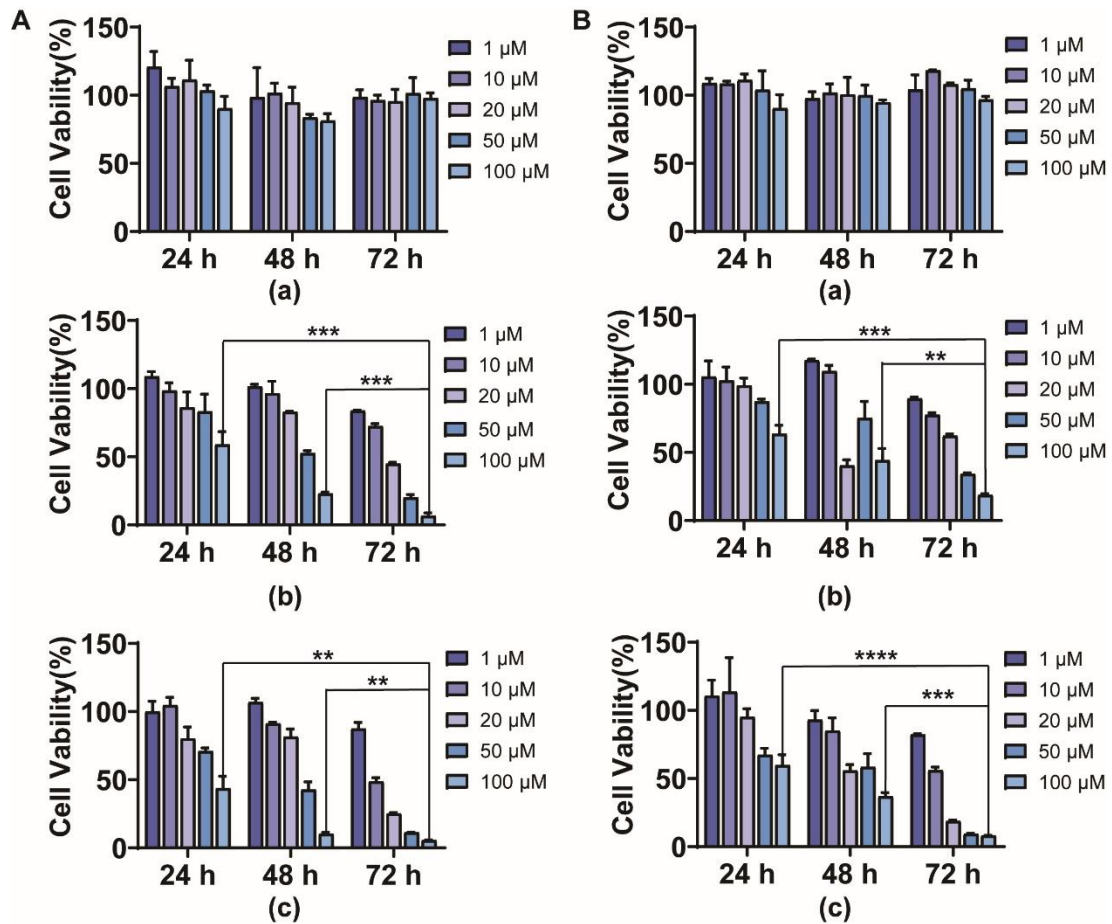 A
Cell Vability(%)
150
100
50
0
24 h 48 h 72 h
1 µM
10 µM
20 µM
50 µM
100 µM
(a)
B
Cell Vability(%)
150
100
50
0
24 h 48 h 72 h
1 µM
10 µM
20 µM
50 µM
100 µM
(a)
Cell Vability(%)
150
100
50
0
***
***
24 h 48 h 72 h
1 µM
10 µM
20 µM
50 µM
100 µM
(b)
Cell Vability(%)
150
100
50
0
***
**
24 h 48 h 72 h
1 µM
10 µM
20 µM
50 µM
100 µM
(b)
Cell Vability(%)
150
100
50
0
**
**
24 h 48 h 72 h
1 µM
10 µM
20 µM
50 µM
100 µM
(c)
Cell Vability(%)
150
100
50
0
****
***
24 h 48 h 72 h
1 µM
10 µM
20 µM
50 µM
100 µM
(c)